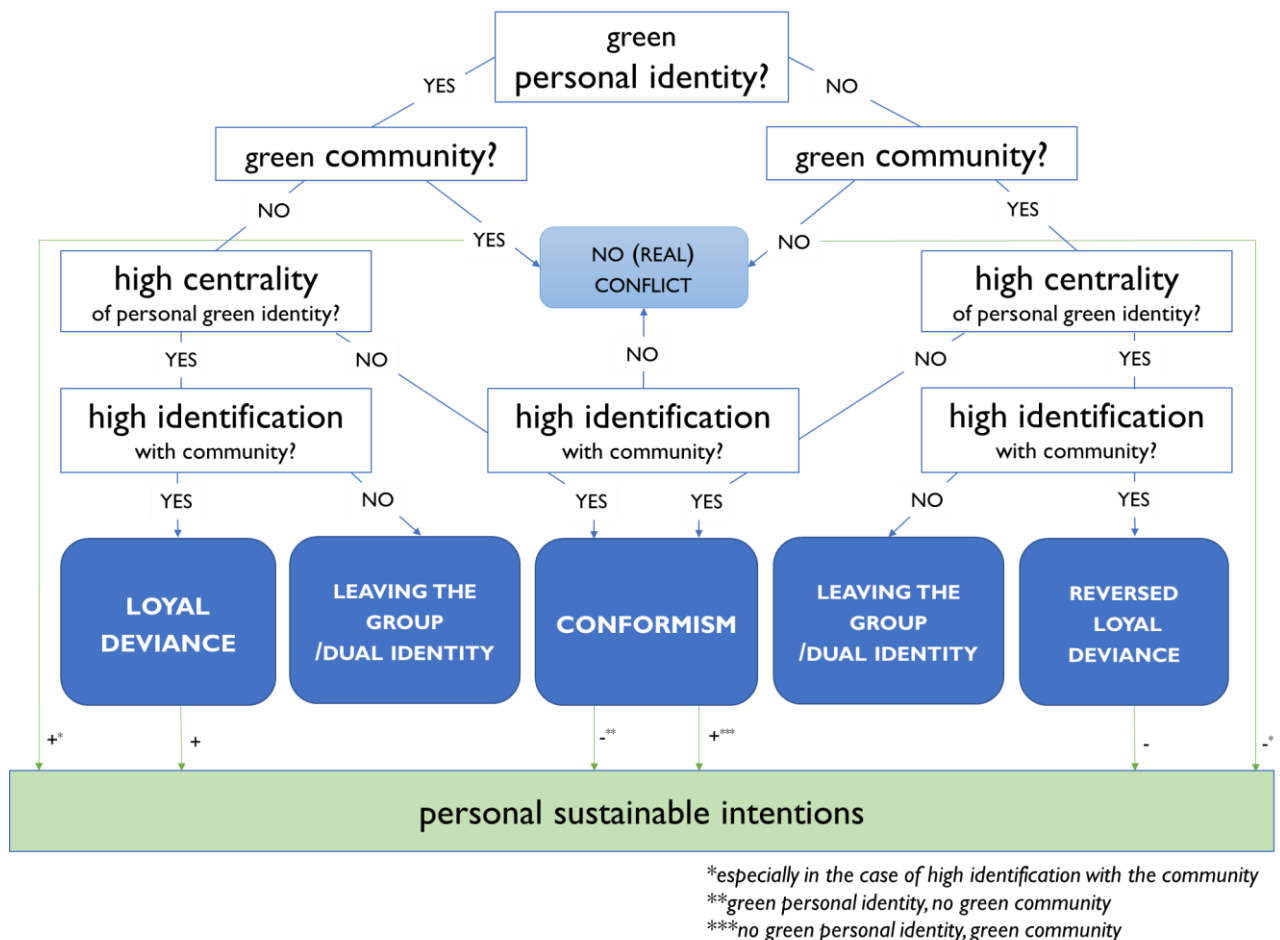 green
personal identity?
YES
NO
green community?
green community?
NO
YES
YES
NO
NO (REAL)
CONFLICT
high centrality
of personal green identity?
high centrality
of personal green identity?
YES
NO
NO
NO
YES
high identification
with community?
high identification
with community?
high identification
with community?
YES
NO
YES
YES
NO
YES
LOYAL
DEVIANCE
LEAVING THE
GROUP
/DUAL IDENTITY
CONFORMISM
LEAVING THE
GROUP
/DUAL IDENTITY
REVERSED
LOYAL
DEVIANCE
+*
+
-**
+***
-
-*
personal sustainable intentions
*especially in the case of high identification with the community
**green personal identity, no green community
***no green personal identity, green community